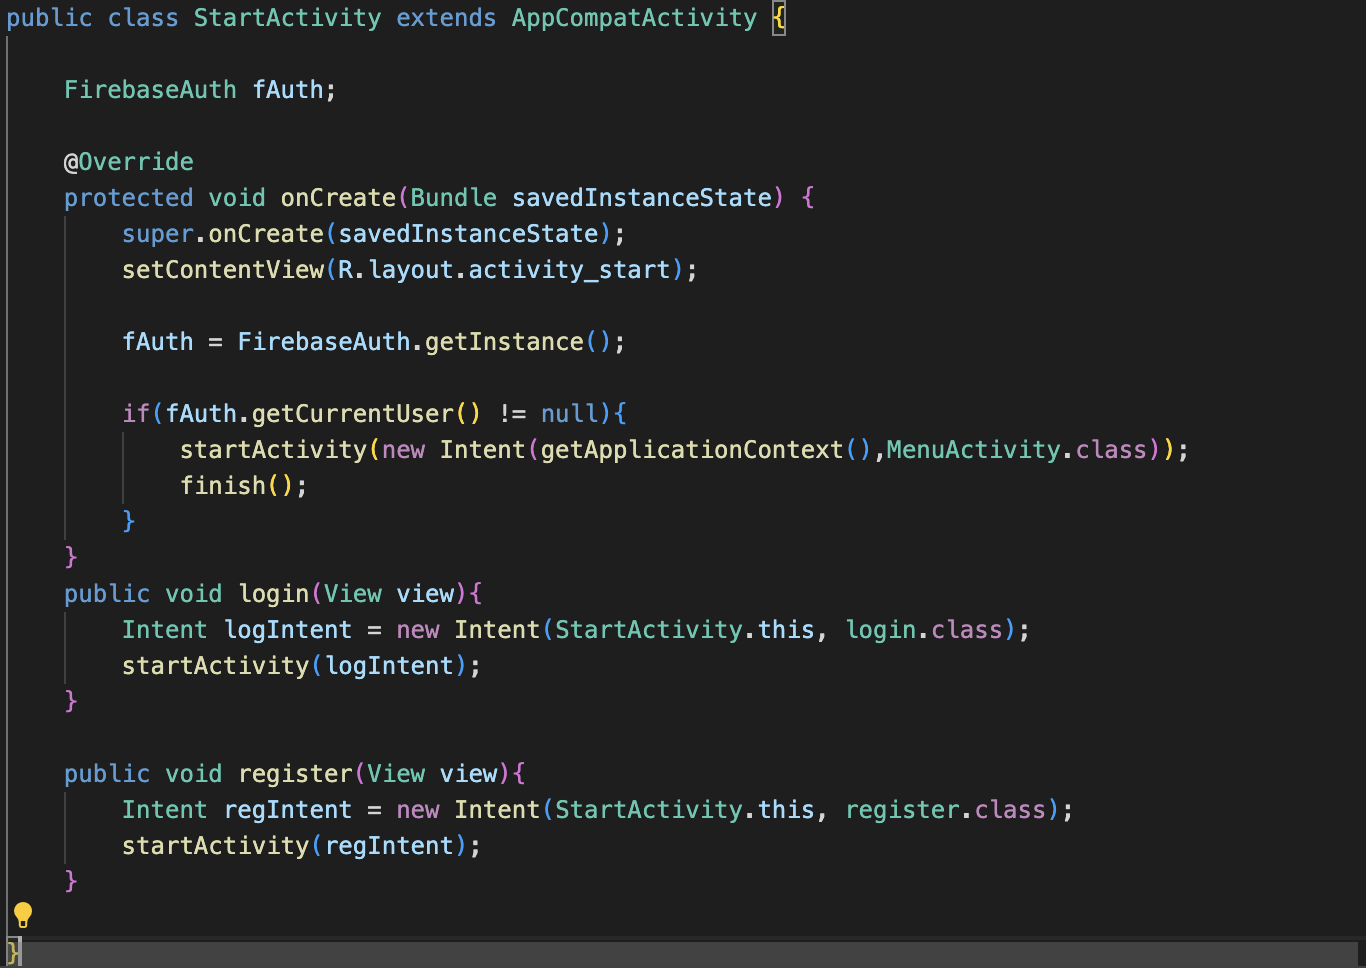 public class StartActivity extends AppCompatActivity {
FirebaseAuth fAuth;
@Override
protected void onCreate(Bundle savedInstanceState) {
super.onCreate(savedInstanceState);
setContentView(R.layout.activity_start);
fAuth = FirebaseAuth.getInstance();
if(fAuth.getCurrentUser() != null){
startActivity(new Intent(getApplicationContext(),MenuActivity.class));
finish();
}
}
public void login(View view){
Intent logIntent = new Intent(StartActivity.this, login.class);
startActivity(logIntent);
}
public void register(View view){
Intent regIntent = new Intent(StartActivity.this, register.class);
startActivity(regIntent);
}
}